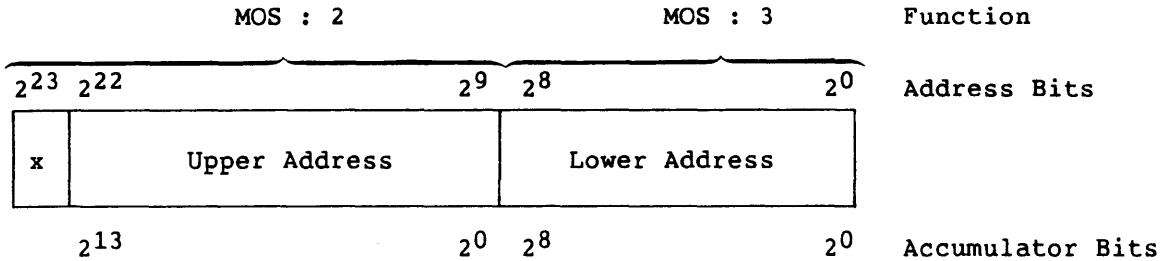 MOS : 2 MOS : 3 Function
2^23 2^22 2^9 2^8 2^0 Address Bits
x Upper Address Lower Address
2^13 2^0 2^8 2^0 Accumulator Bits